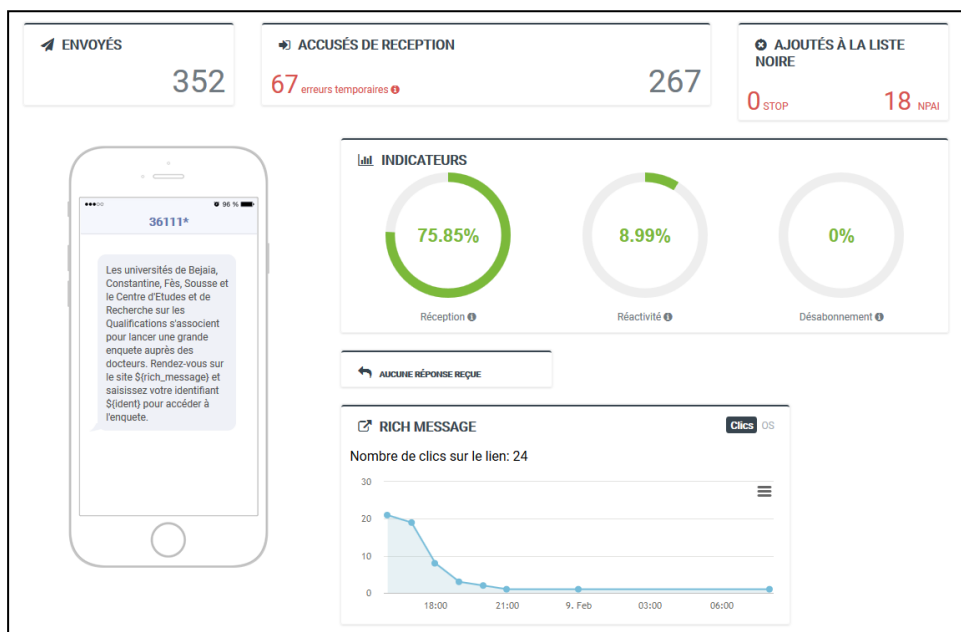 ENVOYÉS
352
ACCUSÉS DE RECEPTION
67 erreurs temporaires
267
AJOUTÉS À LA LISTE
NOIRE
0 STOP
18 NPAI
96 %
36111*
Les universités de Bejaia,
Constantine, Fès, Sousse et
le Centre d'Etudes et de
Recherche sur les
Qualifications s'associent
pour lancer une grande
enquete auprès des
docteurs. Rendez-vous sur
le site ${rich_message} et
saisissez votre identifiant
${ident} pour accéder à
l'enquete.
INDICATEURS
75.85%
8.99%
0%
Réception
Réactivité
Désabonnement
AUCUNE RÉPONSE REÇUE
RICH MESSAGE
Clics OS
Nombre de clics sur le lien: 24
30
20
10
0
18:00
21:00
9. Feb
03:00
06:00